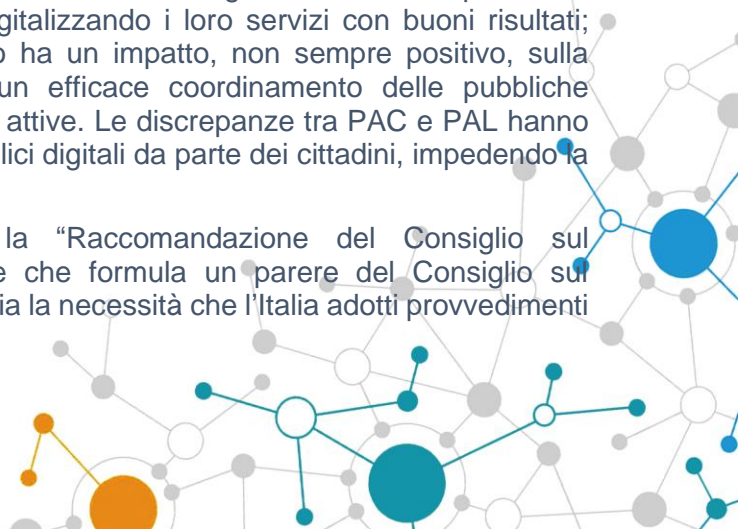 gitalizzando i loro servizi con buoni risultati;
o ha un impatto, non sempre positivo, sulla
un efficace coordinamento delle pubbliche
attive. Le discrepanze tra PAC e PAL hanno
lici digitali da parte dei cittadini, impedendo la
la “Raccomandazione del Consiglio sul
e che formula un parere del Consiglio sul
ia la necessità che l’Italia adotti provvedimenti